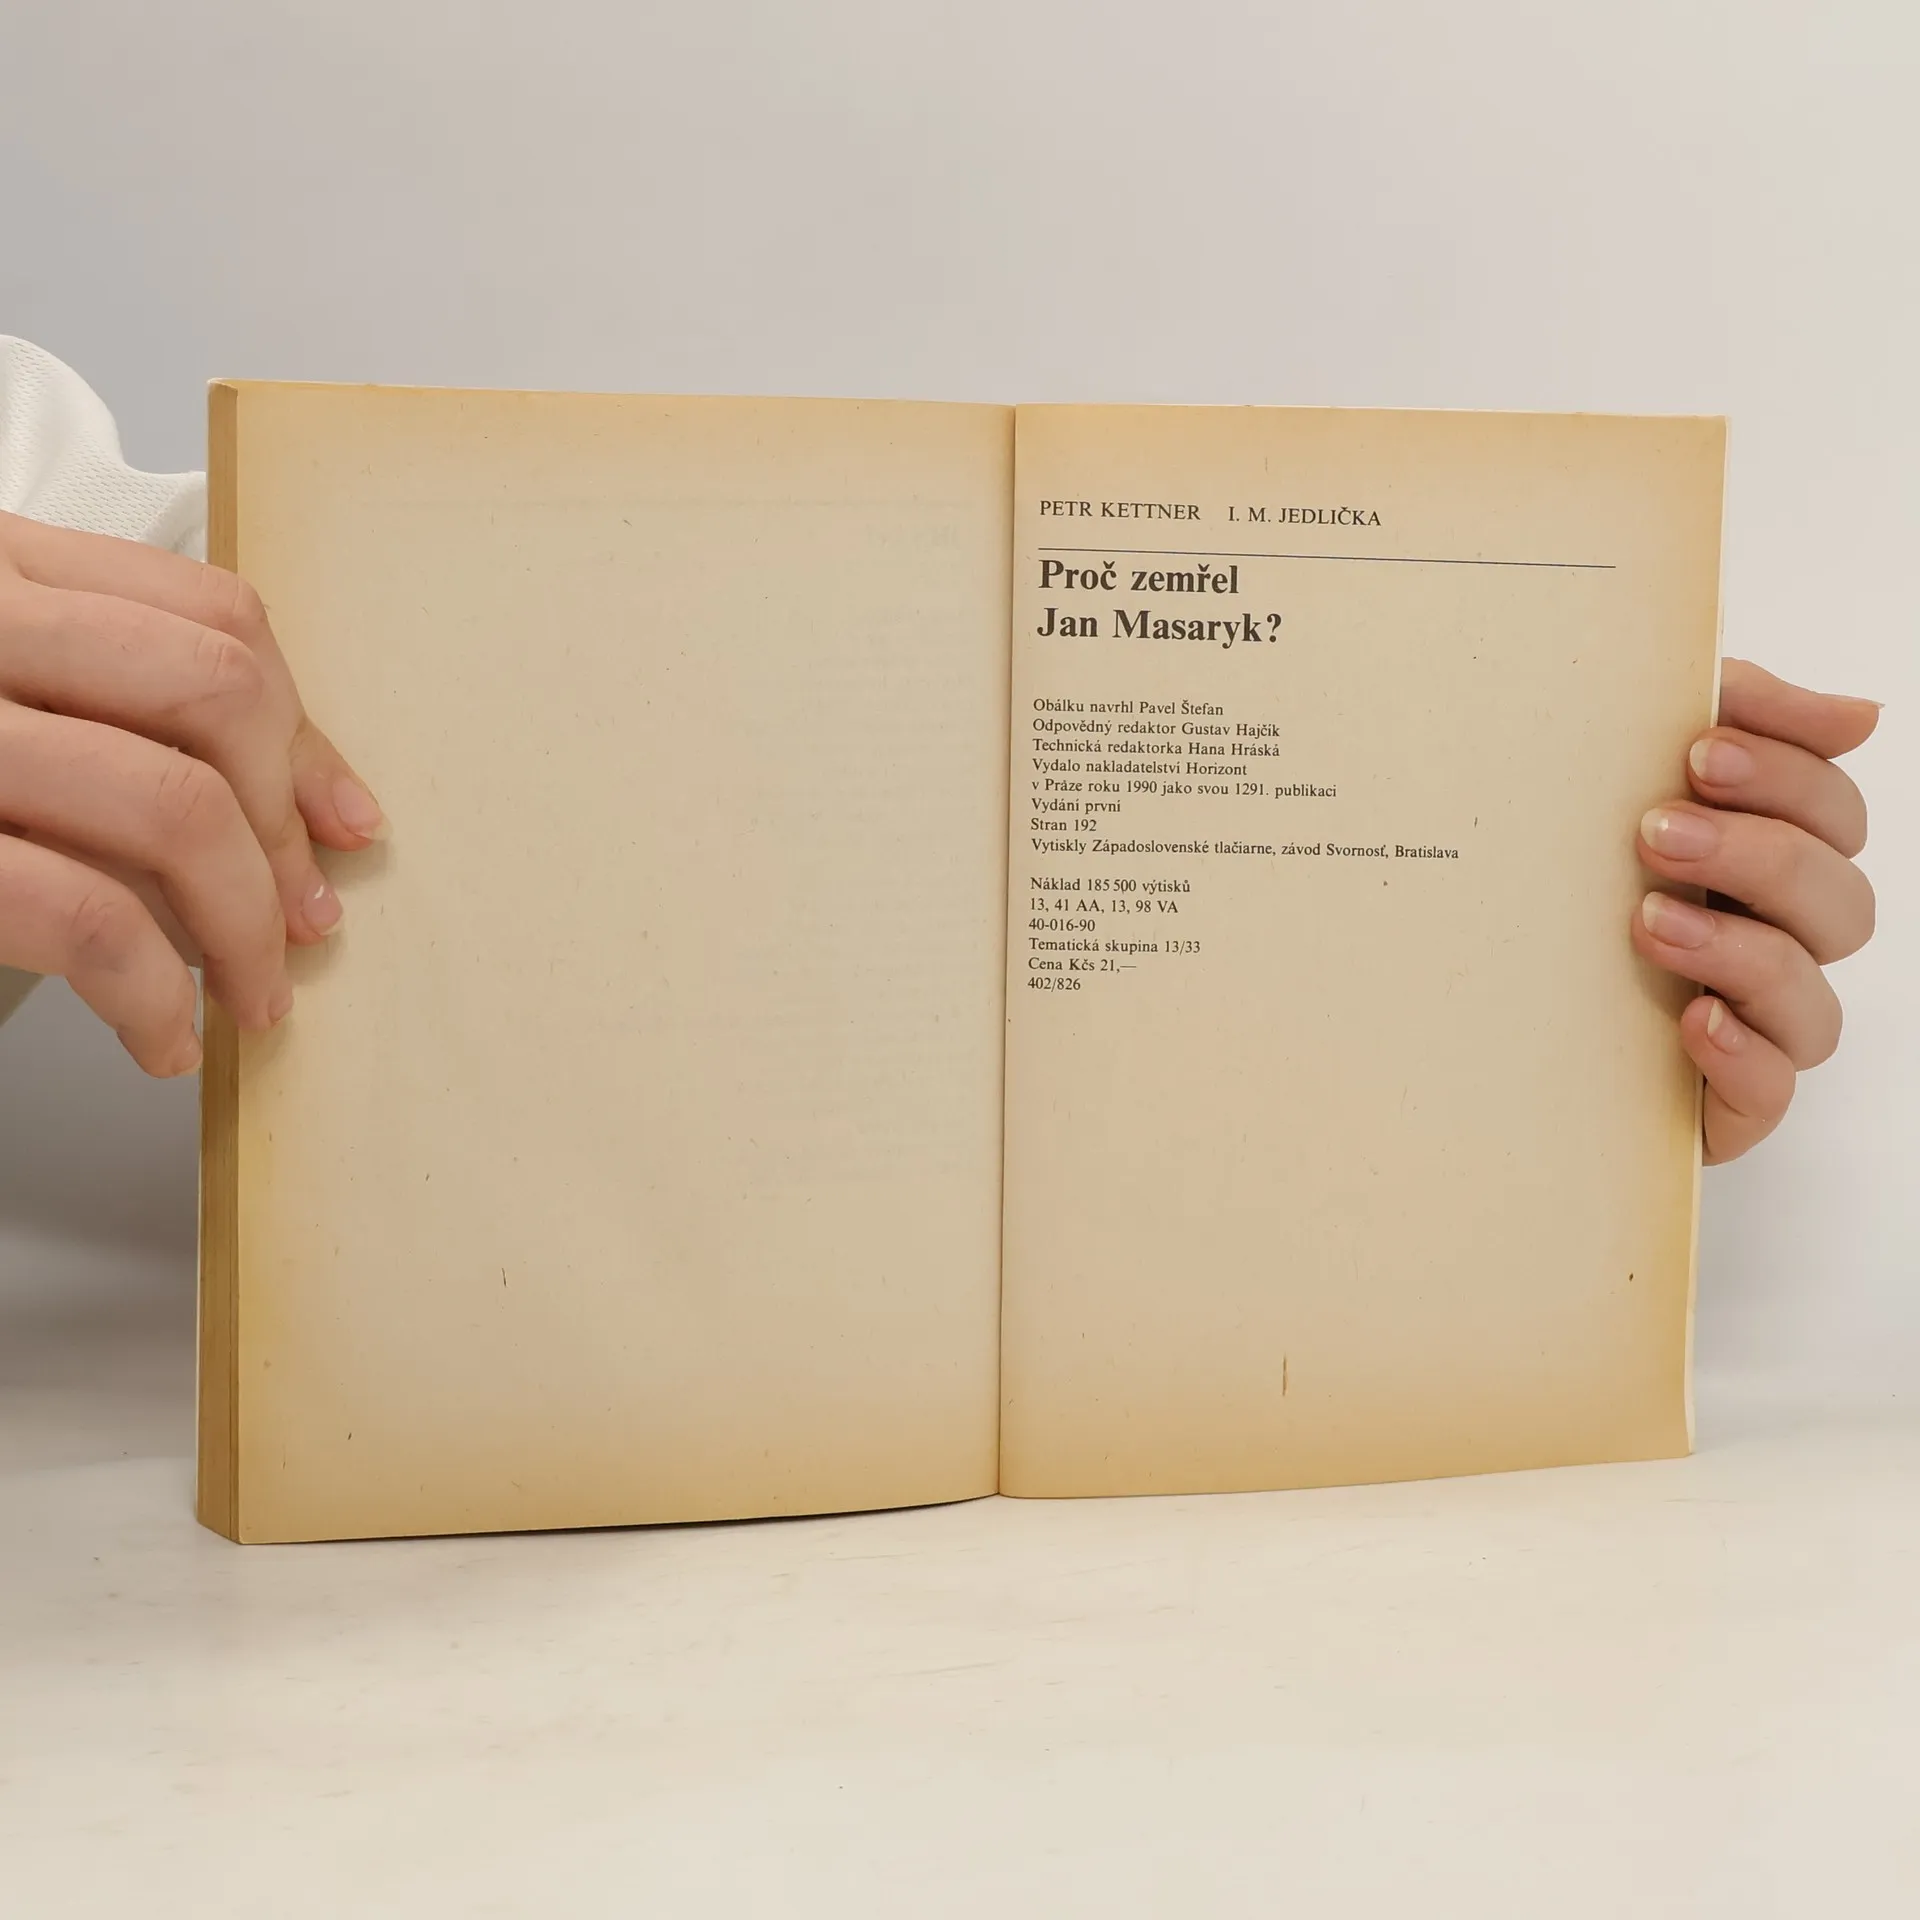 PETR KETTNER I. M. JEDLIČKA
Proč zemřel
Jan Masaryk?
Obálku navrhl Pavel Štefan
Odpovědný redaktor Gustav Hajčík
Technická redaktorka Hana Hráská
Vydalo nakladatelství Horizont
v Praze roku 1990 jako svou 1291. publikaci
Vydání první
Stran 192
Vytiskly Západoslovenské tlačiarne, závod Svornosť, Bratislava
Náklad 185 500 výtisků
13, 41 AA, 13, 98 VA
40-016-90
Tematická skupina 13/33
Cena Kčs 21,—
402/826